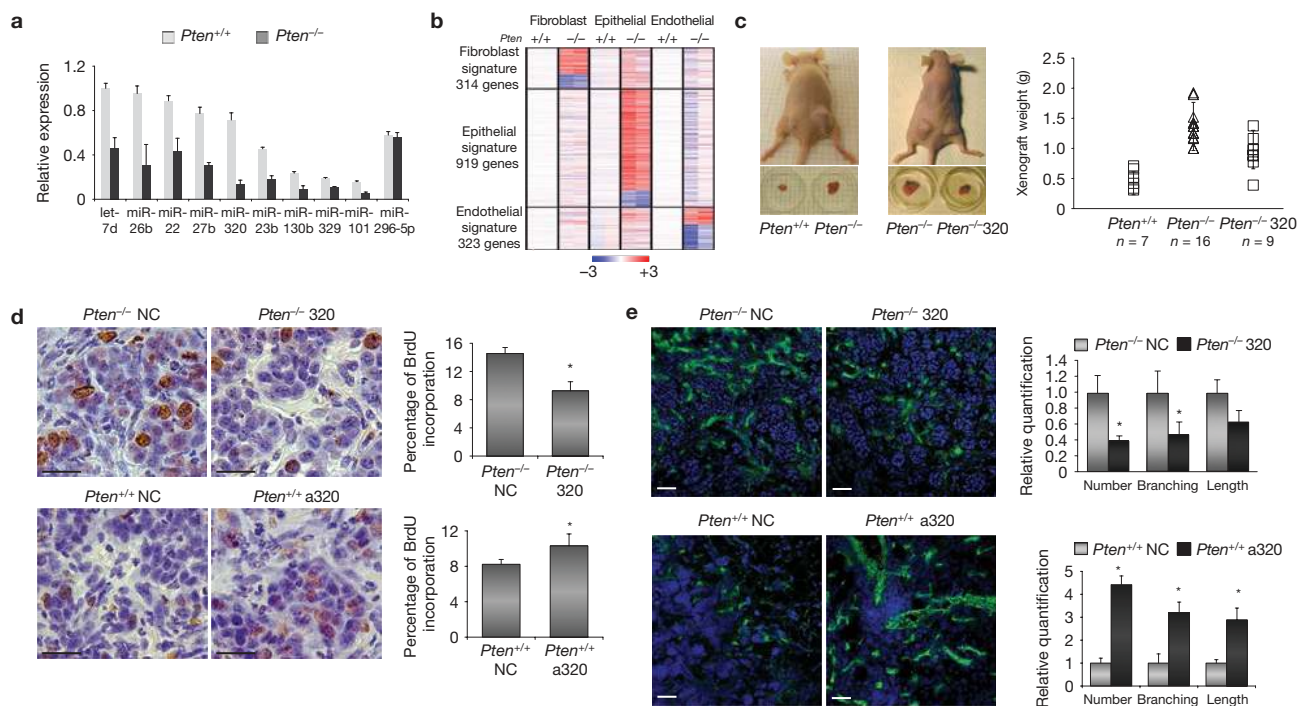 a
Pten+/+ Pten−/−
Relative expression
1.2
0.8
0.4
0
let-7d
miR-26b
miR-22
miR-27b
miR-320
miR-23b
miR-130b
miR-329
miR-101
miR-296-5p
b
Fibroblast Epithelial Endothelial
Pten +/+ −/− +/+ −/− +/+ −/−
Fibroblast
signature
314 genes
Epithelial
signature
919 genes
Endothelial
signature
323 genes
−3 +3
c
Pten+/+ Pten−/− Pten−/− Pten−/−320
Xenograft weight (g)
2.5
2.0
1.5
1.0
0.5
0
Pten+/+ Pten−/− Pten−/− 320
n = 7 n = 16 n = 9
d
Pten−/− NC Pten−/− 320
Pten+/+ NC Pten+/+ a320
Percentage of BrdU
incorporation
16
12
8
4
0
*
Pten−/−
NC
Pten−/−
320
Percentage of BrdU
incorporation
12
8
4
0
*
Pten+/+
NC
Pten+/+
a320
e
Pten−/− NC Pten−/− 320
Pten+/+ NC Pten+/+ a320
Pten−/− NC Pten−/− 320
Relative quantification
1.4
1.2
1.0
0.8
0.6
0.4
0.2
0
* *
Number Branching Length
Pten+/+ NC Pten+/+ a320
Relative quantification
5
4
3
2
1
0
* * *
Number Branching Length